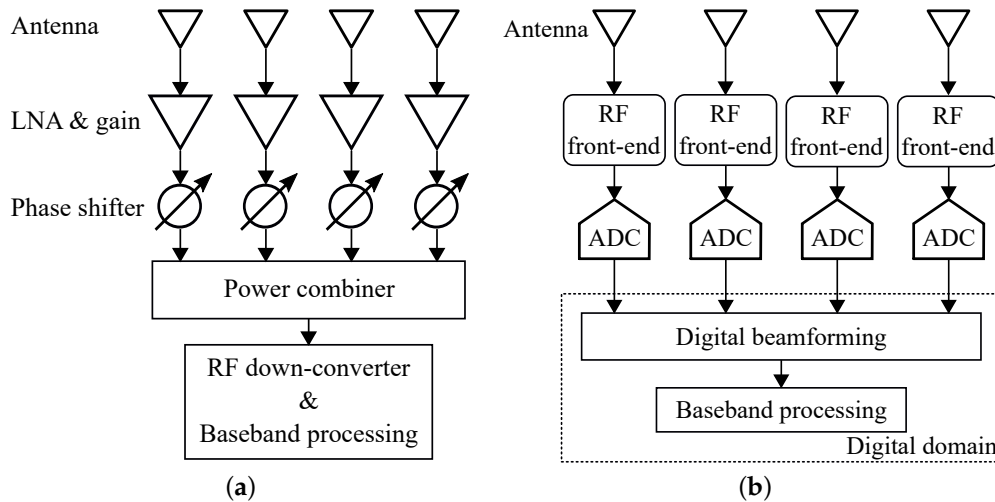 Antenna
LNA & gain
Phase shifter
Power combiner
RF down-converter
&
Baseband processing
(a)
Antenna
RF
front-end
RF
front-end
RF
front-end
RF
front-end
ADC
ADC
ADC
ADC
Digital beamforming
Baseband processing
Digital domain
(b)